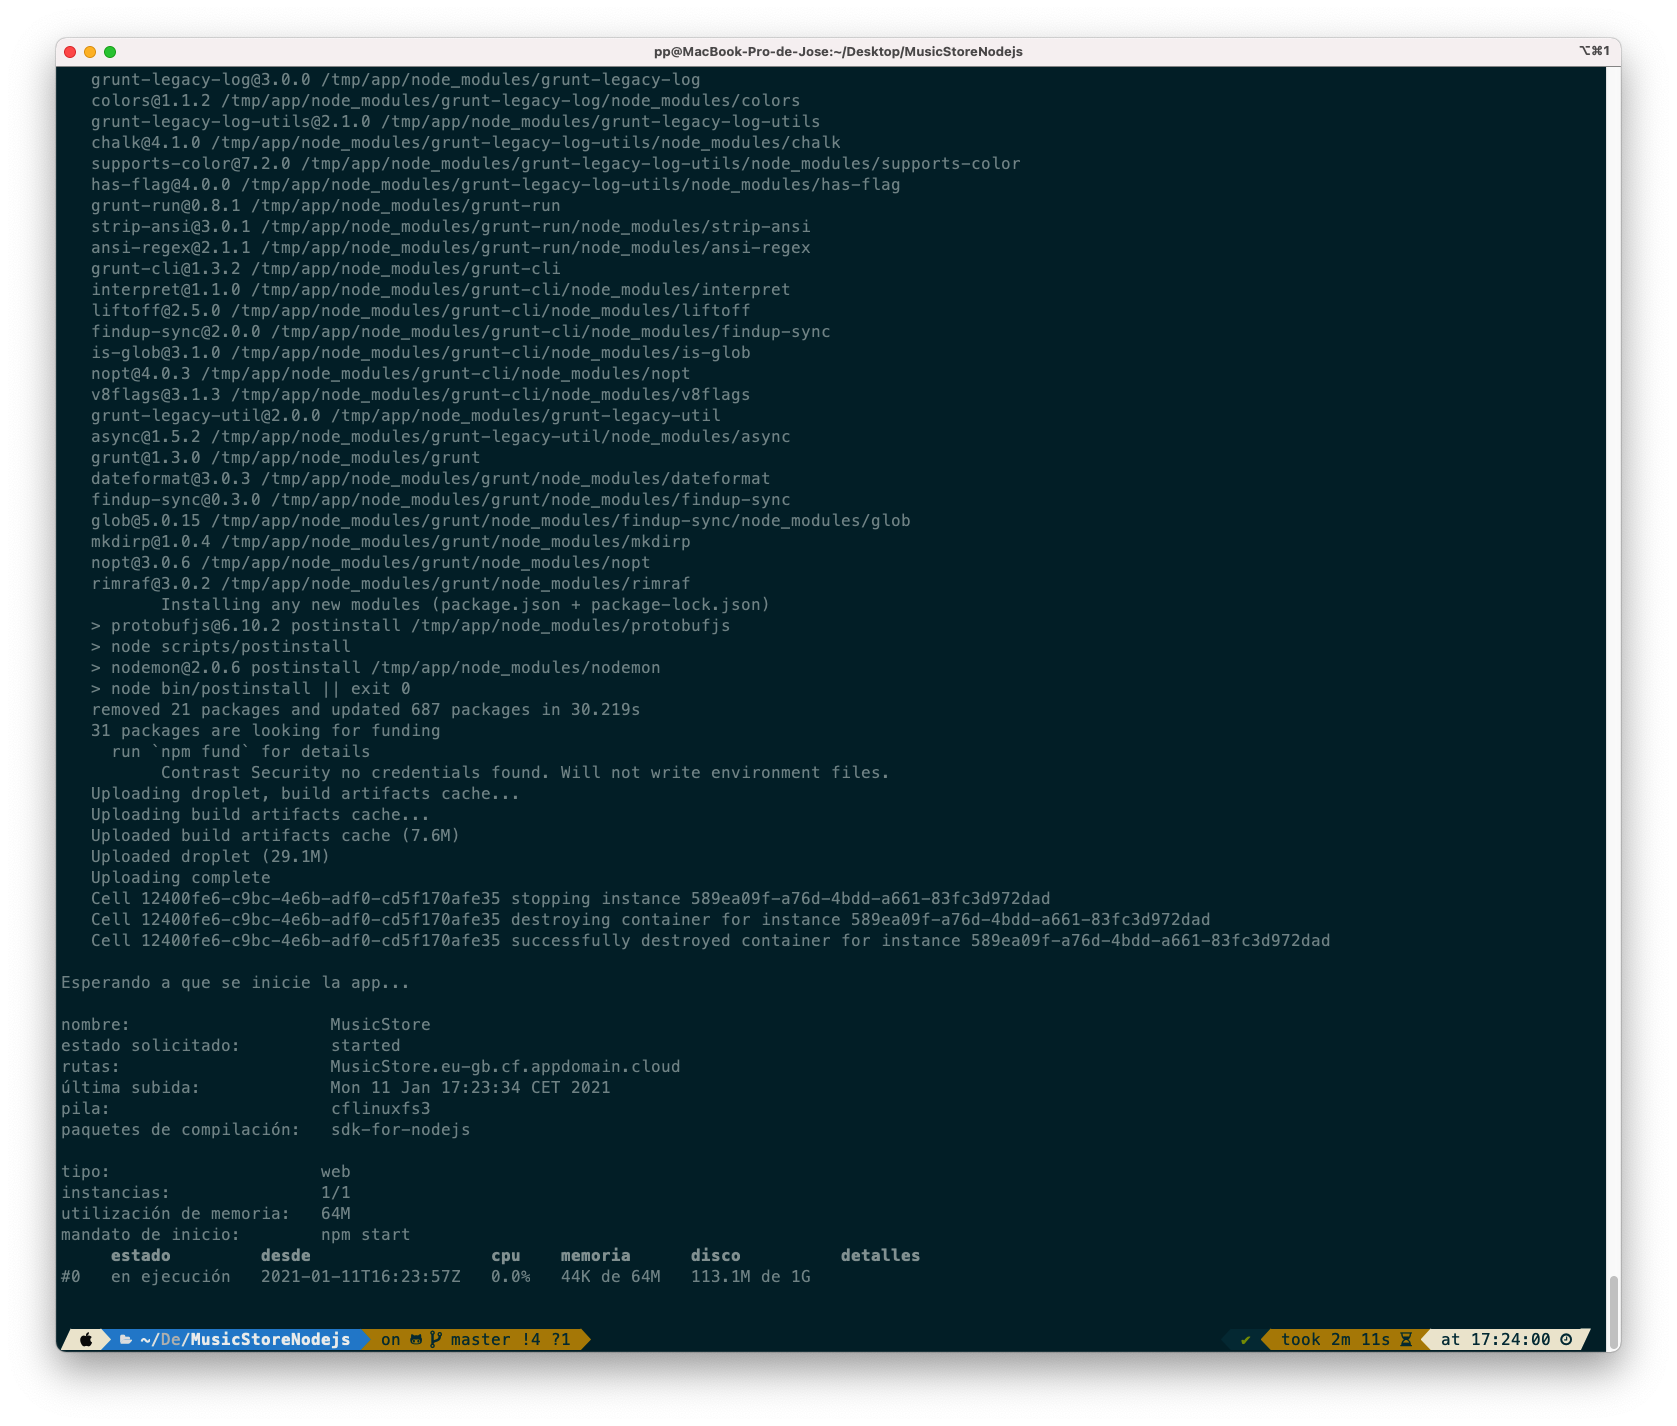 pp@MacBook-Pro-de-Jose:~/Desktop/MusicStoreNodejs ⌥⌘1
grunt-legacy-log@3.0.0 /tmp/app/node_modules/grunt-legacy-log
colors@1.1.2 /tmp/app/node_modules/grunt-legacy-log/node_modules/colors
grunt-legacy-log-utils@2.1.0 /tmp/app/node_modules/grunt-legacy-log-utils
chalk@4.1.0 /tmp/app/node_modules/grunt-legacy-log-utils/node_modules/chalk
supports-color@7.2.0 /tmp/app/node_modules/grunt-legacy-log-utils/node_modules/supports-color
has-flag@4.0.0 /tmp/app/node_modules/grunt-legacy-log-utils/node_modules/has-flag
grunt-run@0.8.1 /tmp/app/node_modules/grunt-run
strip-ansi@3.0.1 /tmp/app/node_modules/grunt-run/node_modules/strip-ansi
ansi-regex@2.1.1 /tmp/app/node_modules/grunt-run/node_modules/ansi-regex
grunt-cli@1.3.2 /tmp/app/node_modules/grunt-cli
interpret@1.1.0 /tmp/app/node_modules/grunt-cli/node_modules/interpret
liftoff@2.5.0 /tmp/app/node_modules/grunt-cli/node_modules/liftoff
findup-sync@2.0.0 /tmp/app/node_modules/grunt-cli/node_modules/findup-sync
is-glob@3.1.0 /tmp/app/node_modules/grunt-cli/node_modules/is-glob
nopt@4.0.3 /tmp/app/node_modules/grunt-cli/node_modules/nopt
v8flags@3.1.3 /tmp/app/node_modules/grunt-cli/node_modules/v8flags
grunt-legacy-util@2.0.0 /tmp/app/node_modules/grunt-legacy-util
async@1.5.2 /tmp/app/node_modules/grunt-legacy-util/node_modules/async
grunt@1.3.0 /tmp/app/node_modules/grunt
dateformat@3.0.3 /tmp/app/node_modules/grunt/node_modules/dateformat
findup-sync@0.3.0 /tmp/app/node_modules/grunt/node_modules/findup-sync
glob@5.0.15 /tmp/app/node_modules/grunt/node_modules/findup-sync/node_modules/glob
mkdirp@1.0.4 /tmp/app/node_modules/grunt/node_modules/mkdirp
nopt@3.0.6 /tmp/app/node_modules/grunt/node_modules/nopt
rimraf@3.0.2 /tmp/app/node_modules/grunt/node_modules/rimraf
Installing any new modules (package.json + package-lock.json)
> protobufjs@6.10.2 postinstall /tmp/app/node_modules/protobufjs
> node scripts/postinstall
> nodemon@2.0.6 postinstall /tmp/app/node_modules/nodemon
> node bin/postinstall || exit 0
removed 21 packages and updated 687 packages in 30.219s
31 packages are looking for funding
run `npm fund` for details
Contrast Security no credentials found. Will not write environment files.
Uploading droplet, build artifacts cache...
Uploading build artifacts cache...
Uploaded build artifacts cache (7.6M)
Uploaded droplet (29.1M)
Uploading complete
Cell 12400fe6-c9bc-4e6b-adf0-cd5f170afe35 stopping instance 589ea09f-a76d-4bdd-a661-83fc3d972dad
Cell 12400fe6-c9bc-4e6b-adf0-cd5f170afe35 destroying container for instance 589ea09f-a76d-4bdd-a661-83fc3d972dad
Cell 12400fe6-c9bc-4e6b-adf0-cd5f170afe35 successfully destroyed container for instance 589ea09f-a76d-4bdd-a661-83fc3d972dad
Esperando a que se inicie la app...
nombre: MusicStore
estado solicitado: started
rutas: MusicStore.eu-gb.cf.appdomain.cloud
última subida: Mon 11 Jan 17:23:34 CET 2021
pila: cflinuxfs3
paquetes de compilación: sdk-for-nodejs
tipo: web
instancias: 1/1
utilización de memoria: 64M
mandato de inicio: npm start
estado desde cpu memoria disco detalles
#0 en ejecución 2021-01-11T16:23:57Z 0.0% 44K de 64M 113.1M de 1G
~/De/MusicStoreNodejs on master !4 ?1 ✔ took 2m 11s at 17:24:00